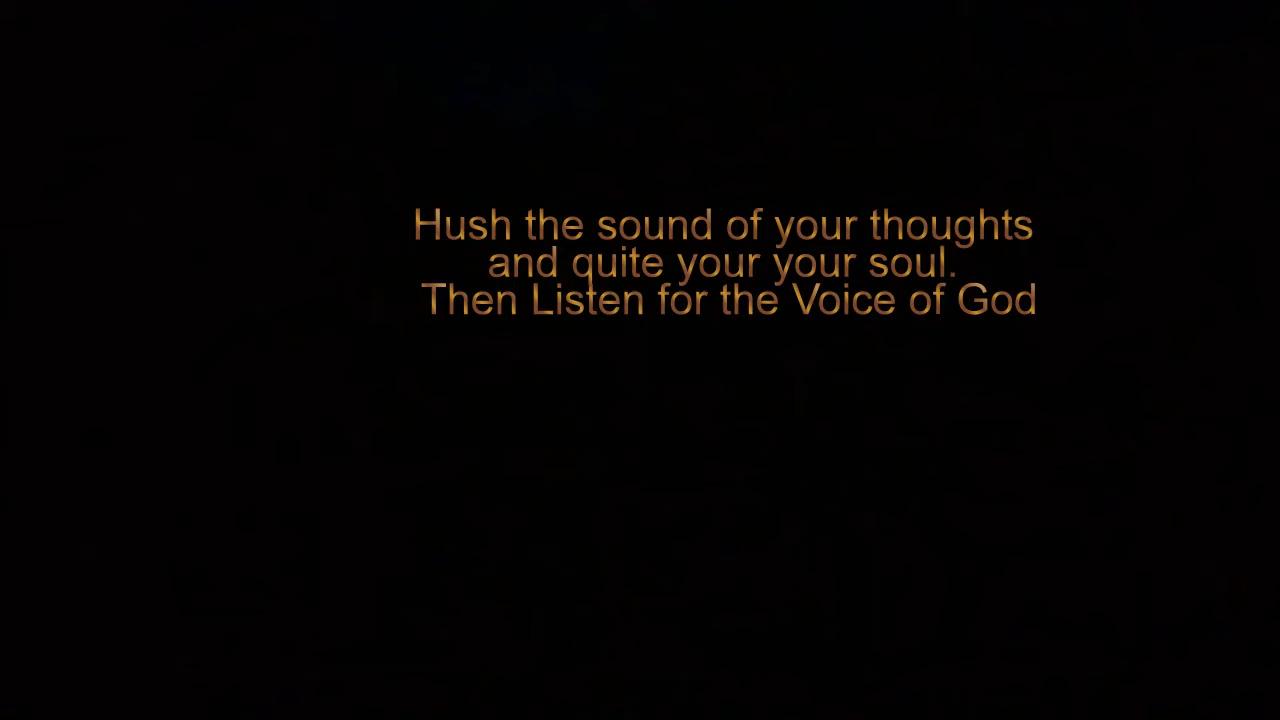 Hush the sound of your thoughts
and quite your your soul.
Then Listen for the Voice of God